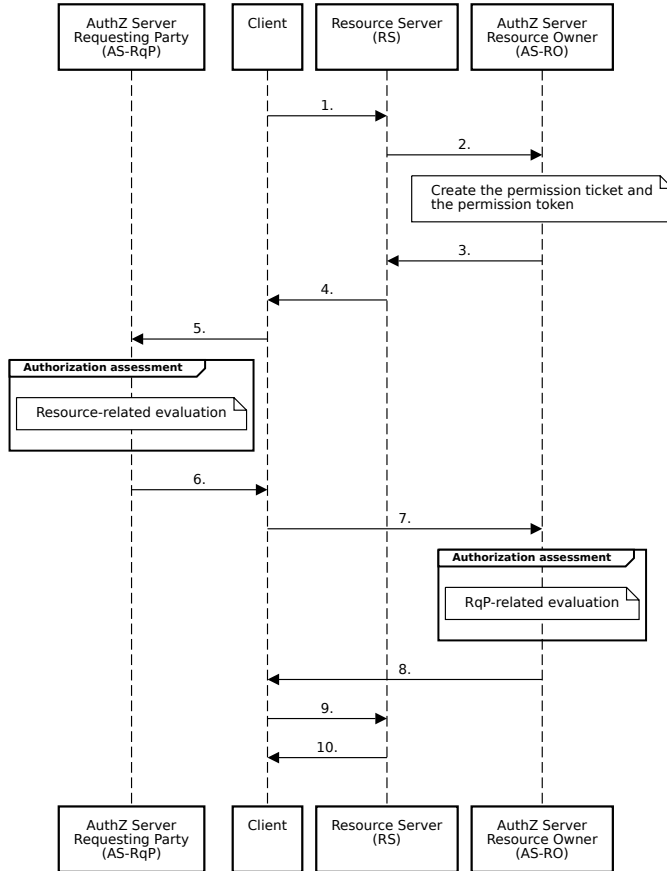 AuthZ Server
Requesting Party
(AS-RqP)
Client
Resource Server
(RS)
AuthZ Server
Resource Owner
(AS-RO)
1.
2.
Create the permission ticket and
the permission token
3.
4.
5.
Authorization assessment
Resource-related evaluation
6.
7.
Authorization assessment
RqP-related evaluation
8.
9.
10.
AuthZ Server
Requesting Party
(AS-RqP)
Client
Resource Server
(RS)
AuthZ Server
Resource Owner
(AS-RO)